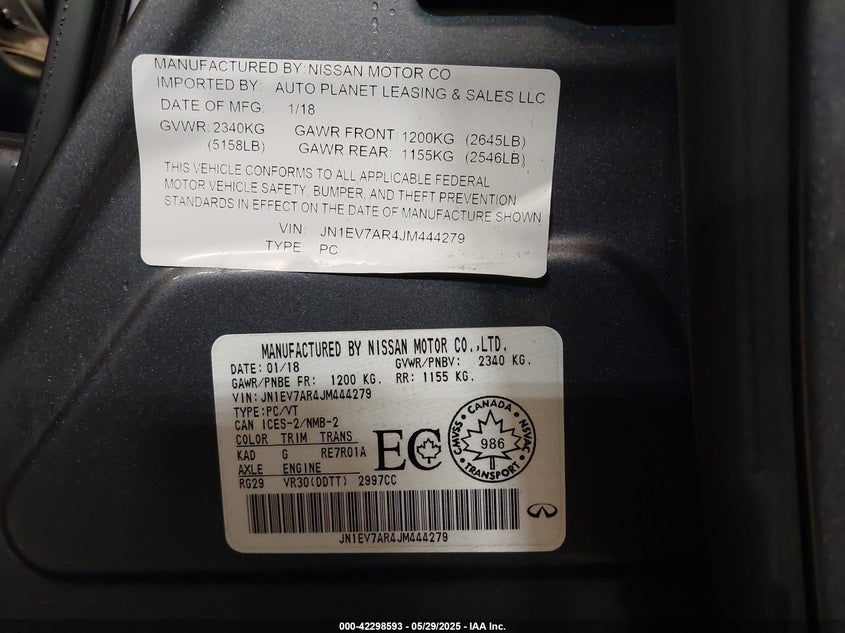 MANUFACTURED BY: NISSAN MOTOR CO
IMPORTED BY: AUTO PLANET LEASING & SALES LLC
DATE OF MFG. 1/18
GVWR: 2340KG GAWR FRONT: 1200KG (2645LB)
(5158LB) GAWR REAR: 1155KG (2546LB)
THIS VEHICLE CONFORMS TO ALL APPLICABLE FEDERAL
MOTOR VEHICLE SAFETY, BUMPER, AND THEFT PREVENTION
STANDARDS IN EFFECT ON THE DATE OF MANUFACTURE SHOWN
VIN: JN1EV7AR4JM444279
TYPE: PC
MANUFACTURED BY NISSAN MOTOR CO.,LTD.
DATE: 01/18 GVWR/PNBV: 2340 KG.
GAWR/PNBE FR: 1200 KG. RR: 1155 KG.
VIN: JN1EV7AR4JM444279
TYPE:PC/VT
CAN ICES-2/NMB-2
COLOR TRIM TRANS
KAD G RE7R01A
AXLE ENGINE
RG29 VR30(DDTT) 2997CC
EC
CANADA
CMVSS NSVAC
986
TRANSPORT
JN1EV7AR4JM444279
000-42298593 — 05/29/2025 — IAA Inc.